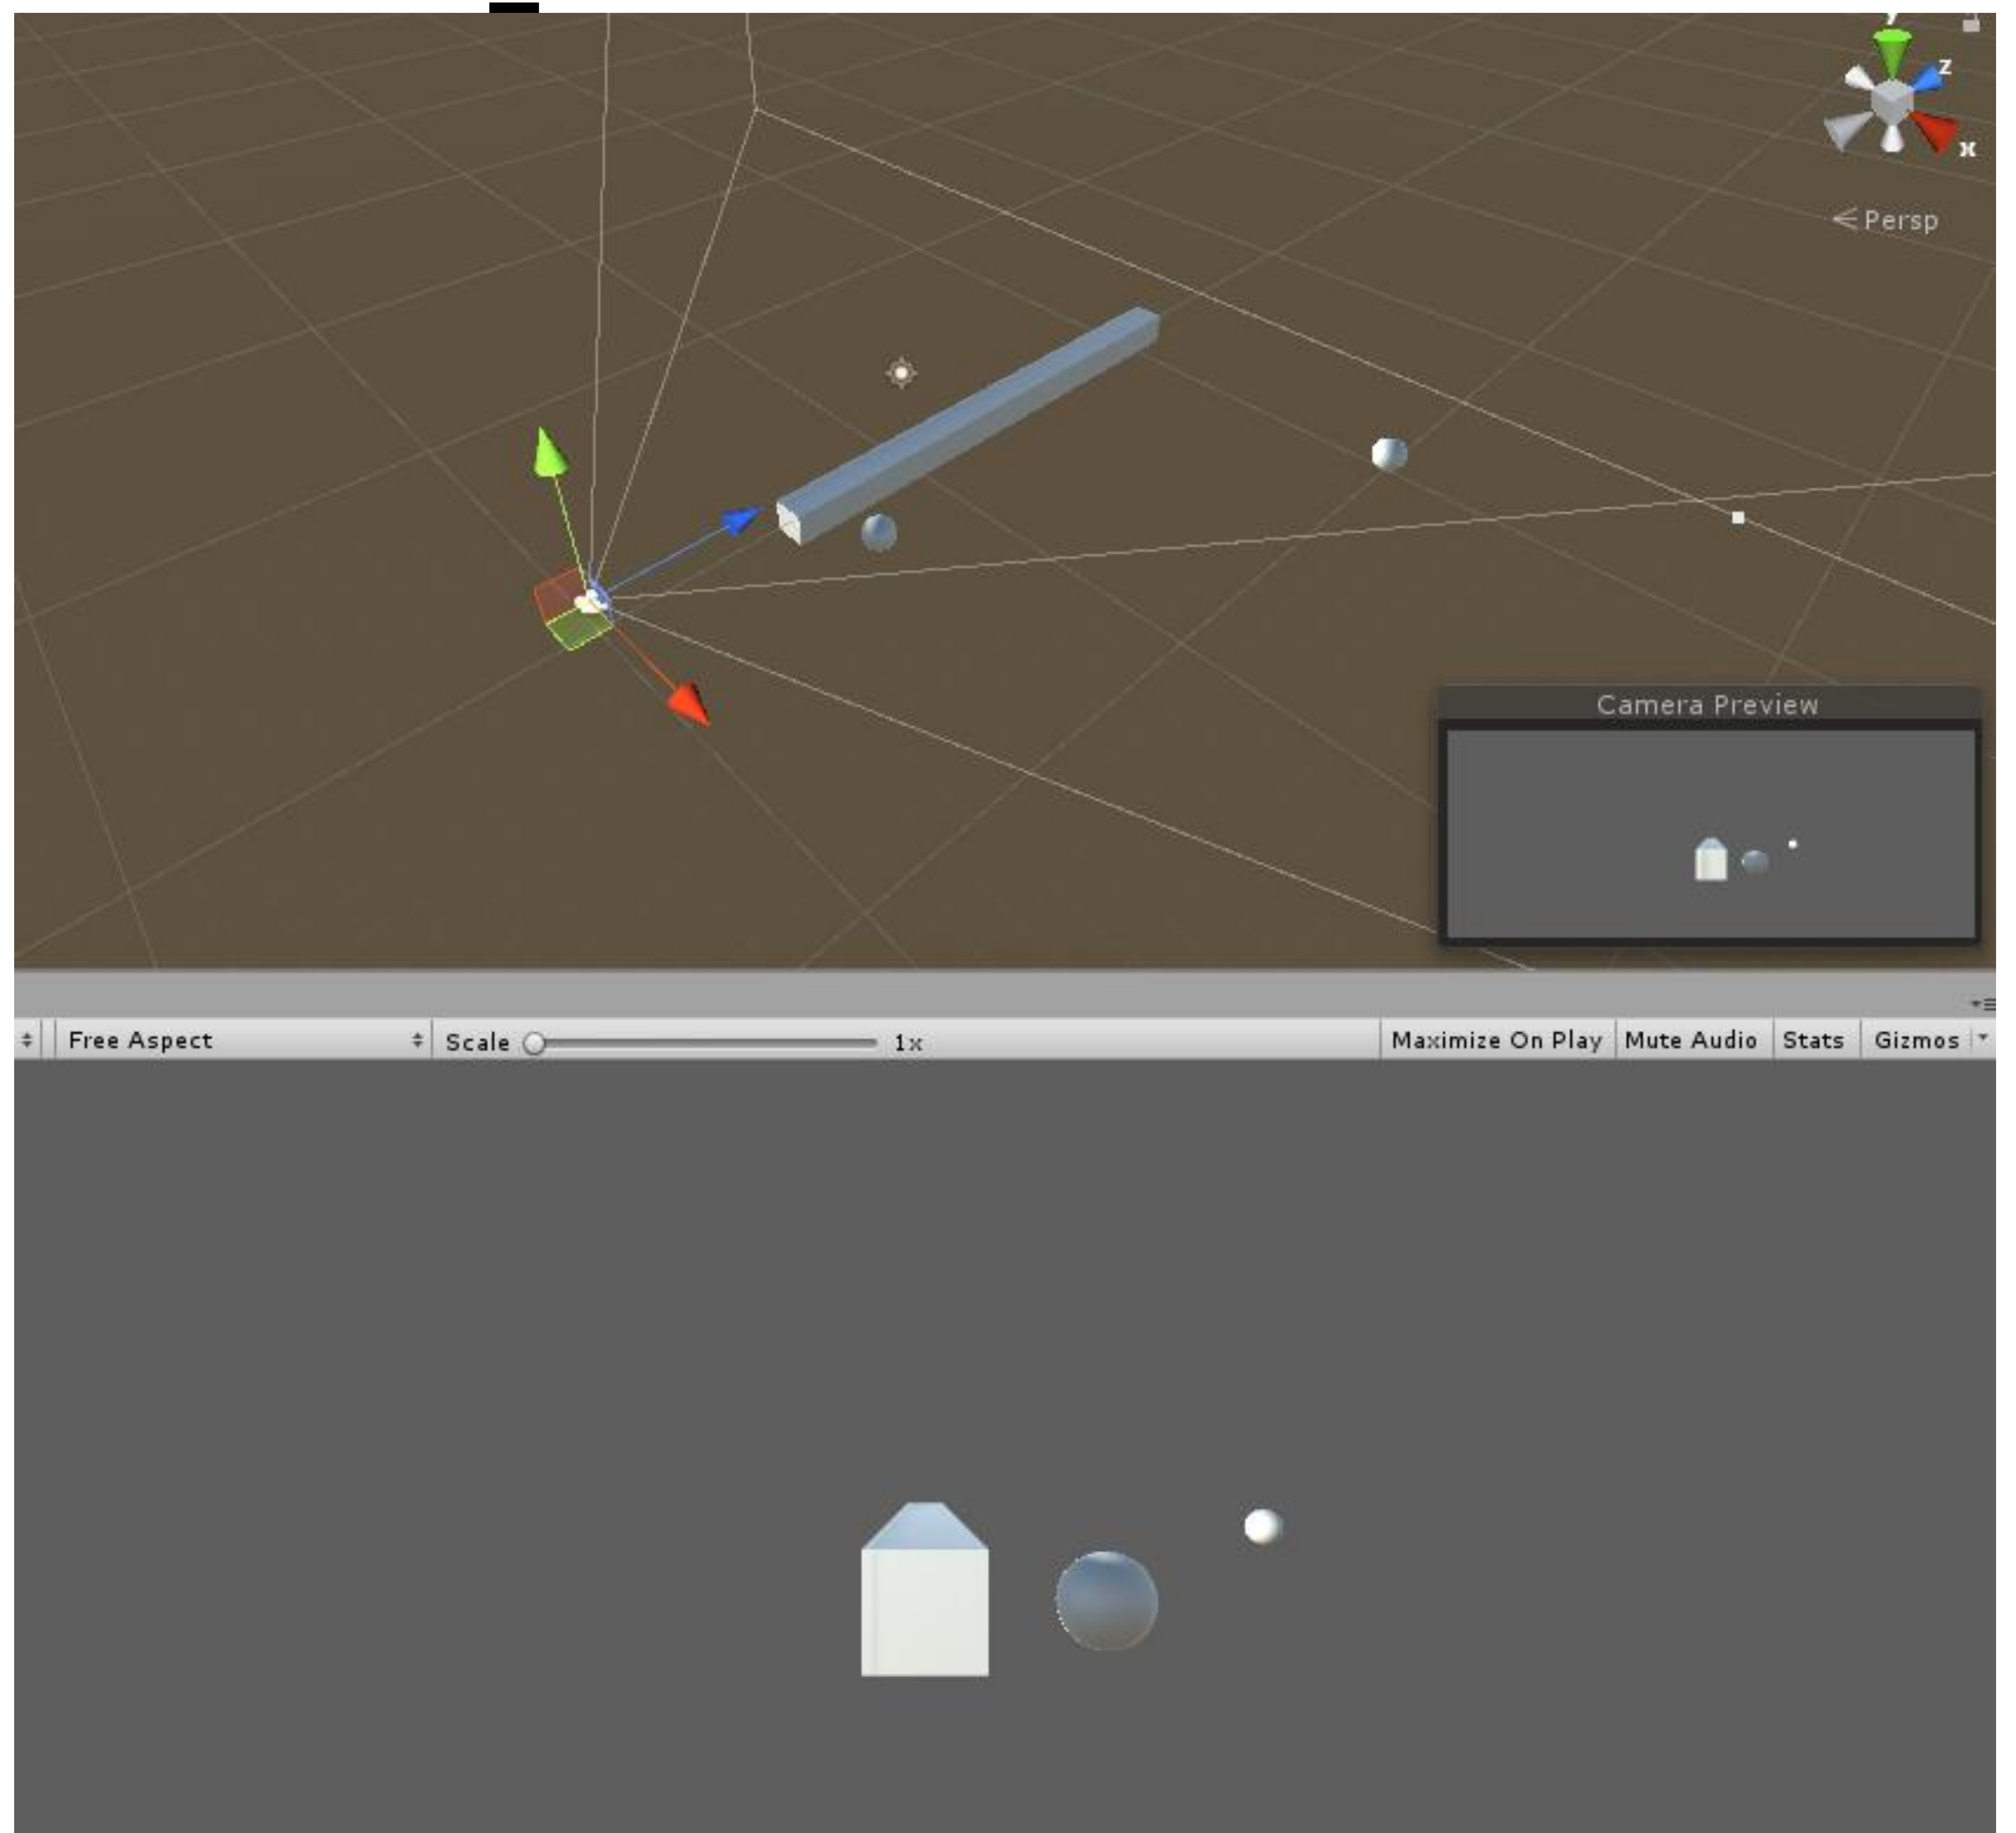 y
z
x
< Persp
Camera Preview
Free Aspect
Scale
1x
Maximize On Play
Mute Audio
Stats
Gizmos